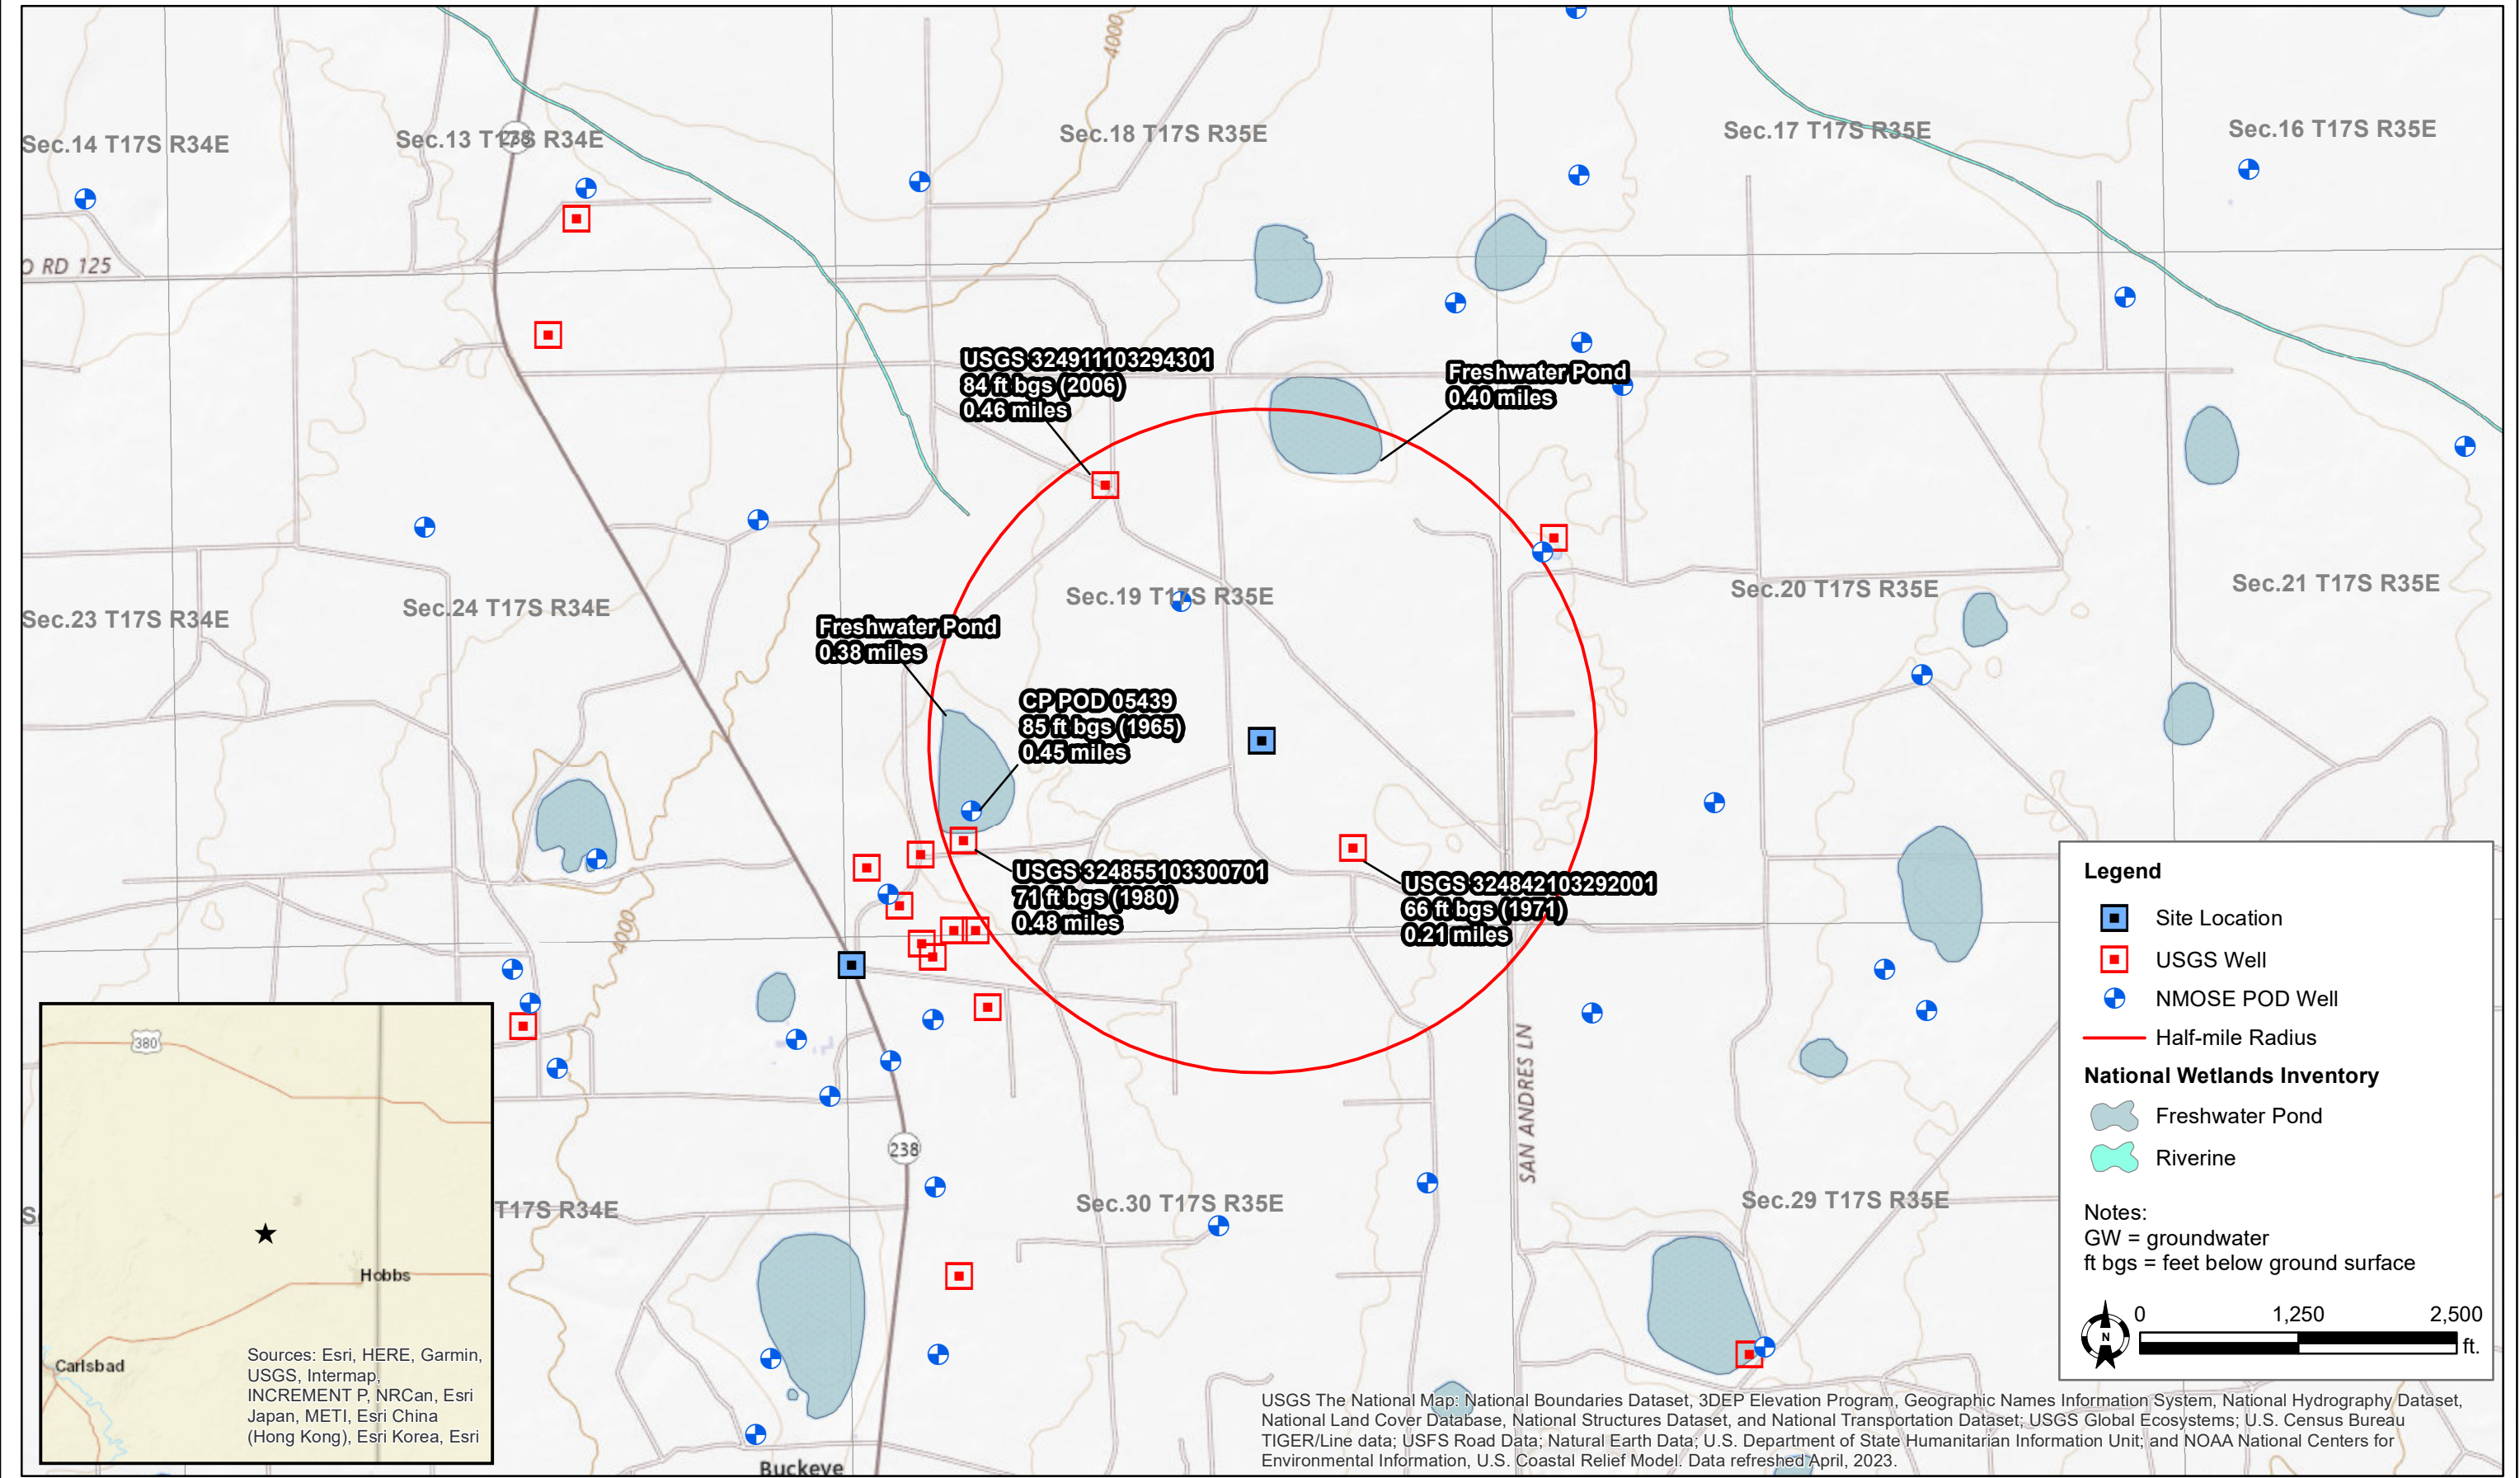 4000
Sec.14 T17S R34E
Sec.13 T17S R34E
238
Sec.18 T17S R35E
Sec.17 T17S R35E
Sec.16 T17S R35E
O RD 125
USGS 324911103294301
84 ft bgs (2006)
0.46 miles
Freshwater Pond
0.40 miles
Sec.23 T17S R34E
Sec.24 T17S R34E
Sec.19 T17S R35E
Sec.20 T17S R35E
Sec.21 T17S R35E
Freshwater Pond
0.38 miles
CP POD 05439
85 ft bgs (1965)
0.45 miles
USGS 324855103300701
71 ft bgs (1980)
0.48 miles
USGS 324842103292001
66 ft bgs (1971)
0.21 miles
4000
SAN ANDRES LN
238
T17S R34E
Sec.30 T17S R35E
Sec.29 T17S R35E
Buckeye
380
Hobbs
Carlsbad
Sources: Esri, HERE, Garmin,
USGS, Intermap,
INCREMENT P, NRCan, Esri
Japan, METI, Esri China
(Hong Kong), Esri Korea, Esri
Legend
Site Location
USGS Well
NMOSE POD Well
Half-mile Radius
National Wetlands Inventory
Freshwater Pond
Riverine
Notes:
GW = groundwater
ft bgs = feet below ground surface
N
0 1,250 2,500
ft.
USGS The National Map: National Boundaries Dataset, 3DEP Elevation Program, Geographic Names Information System, National Hydrography Dataset,
National Land Cover Database, National Structures Dataset, and National Transportation Dataset; USGS Global Ecosystems; U.S. Census Bureau
TIGER/Line data; USFS Road Data; Natural Earth Data; U.S. Department of State Humanitarian Information Unit; and NOAA National Centers for
Environmental Information, U.S. Coastal Relief Model. Data refreshed April, 2023.